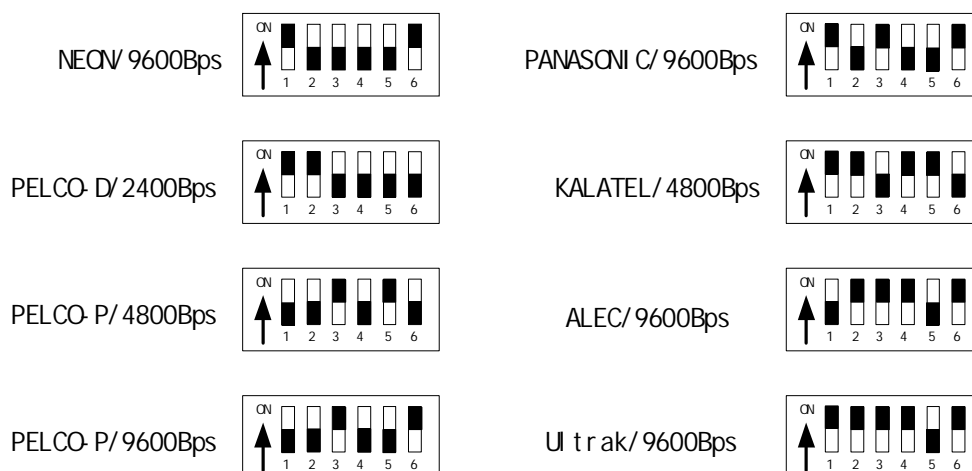 NEON/9600Bps
ON
1 2 3 4 5 6
PANASONIC/9600Bps
ON
1 2 3 4 5 6
PELCO-D/2400Bps
ON
1 2 3 4 5 6
KALATEL/4800Bps
ON
1 2 3 4 5 6
PELCO-P/4800Bps
ON
1 2 3 4 5 6
ALEC/9600Bps
ON
1 2 3 4 5 6
PELCO-P/9600Bps
ON
1 2 3 4 5 6
Ultrak/9600Bps
ON
1 2 3 4 5 6